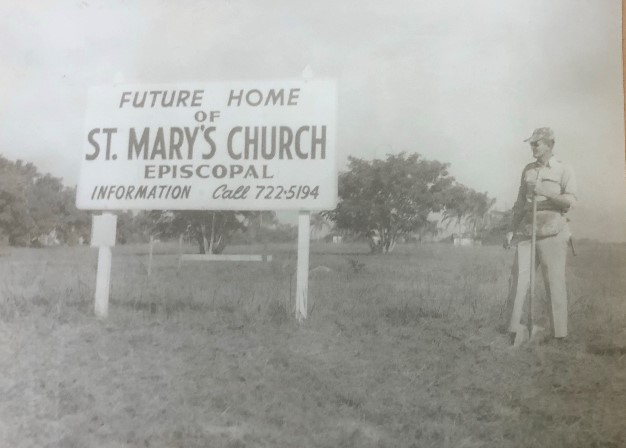 FUTURE HOME
OF
ST. MARY'S CHURCH
EPISCOPAL
INFORMATION Call 722-5194